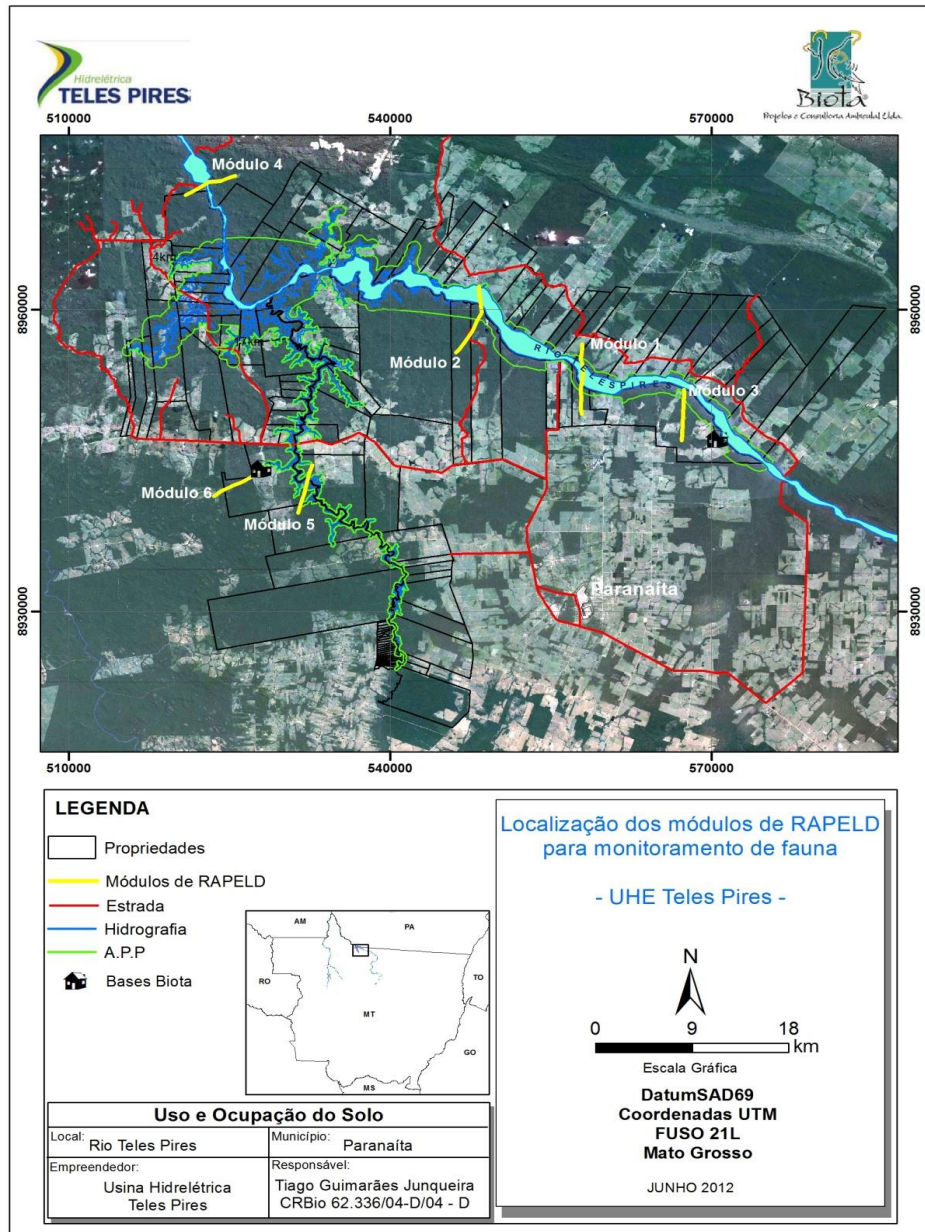 Hidrelétrica
TELES PIRES
Biota
Projetos e Consultoria Ambiental Ltda.
510000
540000
570000
Módulo 4
4km
8960000
8960000
7km
Módulo 2
Módulo 1
RIO TELES PIRES
Módulo 3
Módulo 6
Módulo 5
Paranaíta
8930000
8930000
510000
540000
570000
LEGENDA
Propriedades
Módulos de RAPELD
Estrada
Hidrografia
A.P.P
Bases Biota
AM
PA
RO
TO
MT
GO
MS
Uso e Ocupação do Solo
Local: Rio Teles Pires
Município: Paranaíta
Empreendedor:
Usina Hidrelétrica
Teles Pires
Responsável:
Tiago Guimarães Junqueira
CRBio 62.336/04-D/04 - D
Localização dos módulos de RAPELD
para monitoramento de fauna
- UHE Teles Pires -
N
0 9 18
km
Escala Gráfica
DatumSAD69
Coordenadas UTM
FUSO 21L
Mato Grosso
JUNHO 2012